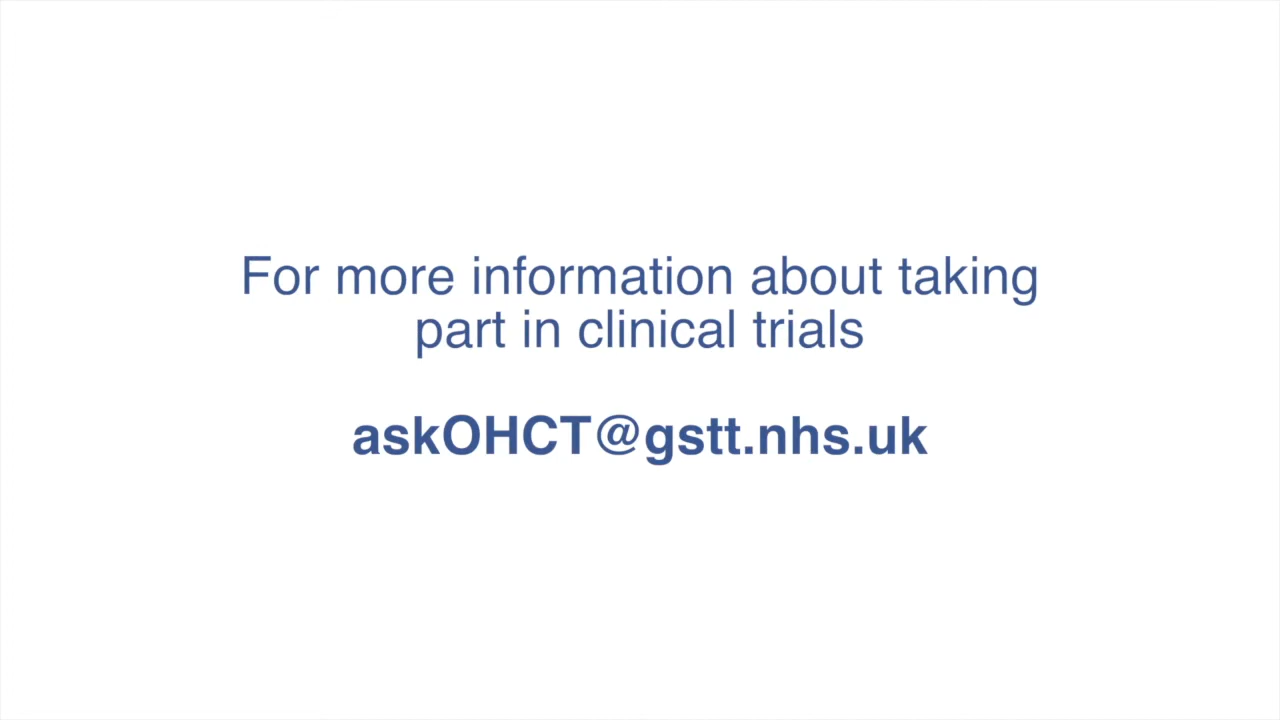 For more information about taking
part in clinical trials
askOHCT@gstt.nhs.uk